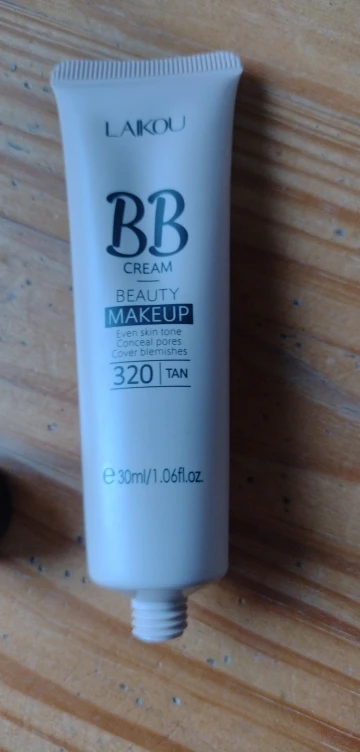 LAIKOU
BB
CREAM
BEAUTY
MAKEUP
Even skin tone
Conceal pores
Cover blemishes
320 | TAN
℮30ml/1.06fl.oz.